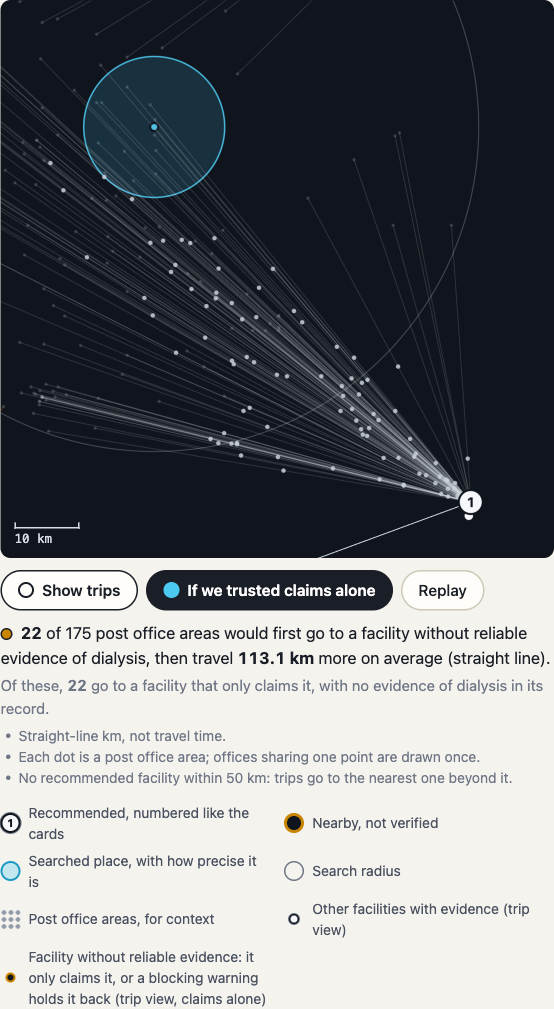 1
10 km
Show trips
If we trusted claims alone
Replay
22 of 175 post office areas would first go to a facility without reliable
evidence of dialysis, then travel 113.1 km more on average (straight line).
Of these, 22 go to a facility that only claims it, with no evidence of dialysis in its
record.
• Straight-line km, not travel time.
• Each dot is a post office area; offices sharing one point are drawn once.
• No recommended facility within 50 km: trips go to the nearest one beyond it.
1
Recommended, numbered like the
cards
Nearby, not verified
Searched place, with how precise it
is
Search radius
Post office areas, for context
Other facilities with evidence (trip
view)
Facility without reliable evidence: it
only claims it, or a blocking warning
holds it back (trip view, claims alone)